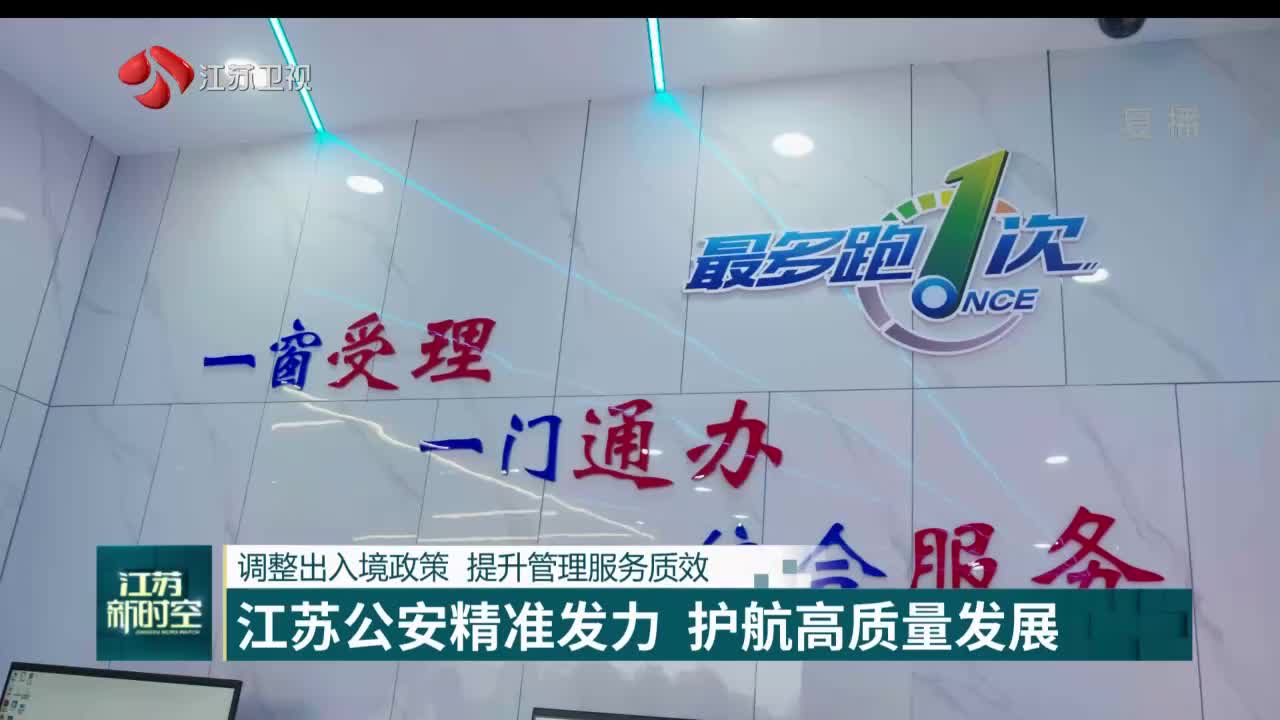 江苏卫视
复播
最多跑1次
ONCE
一窗受理
一门通办
合服务
江苏
新时空
调整出入境政策 提升管理服务质效
江苏公安精准发力 护航高质量发展